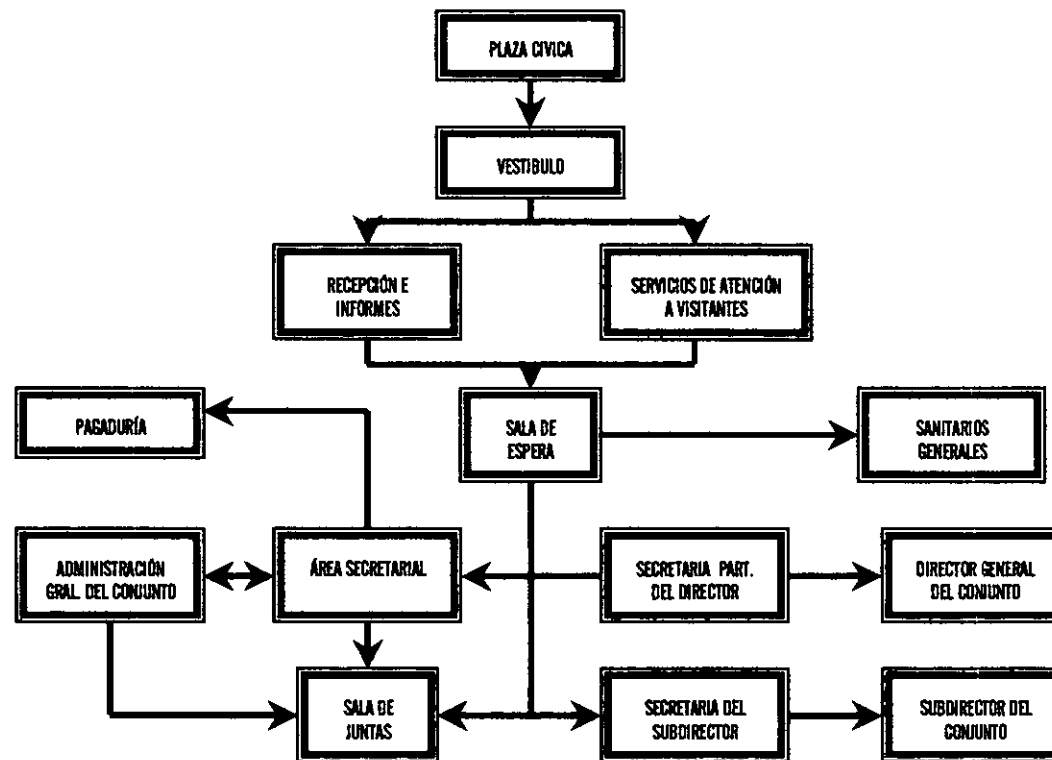 PLAZA CIVICA
VESTIBULO
RECEPCIÓN E
INFORMES
SERVICIOS DE ATENCIÓN
A VISITANTES
PAGADURÍA
SALA DE
ESPERA
SANITARIOS
GENERALES
ADMINISTRACIÓN
GRAL. DEL CONJUNTO
ÁREA SECRETARIAL
SECRETARIA PART.
DEL DIRECTOR
DIRECTOR GENERAL
DEL CONJUNTO
SALA DE
JUNTAS
SECRETARIA DEL
SUBDIRECTOR
SUBDIRECTOR DEL
CONJUNTO